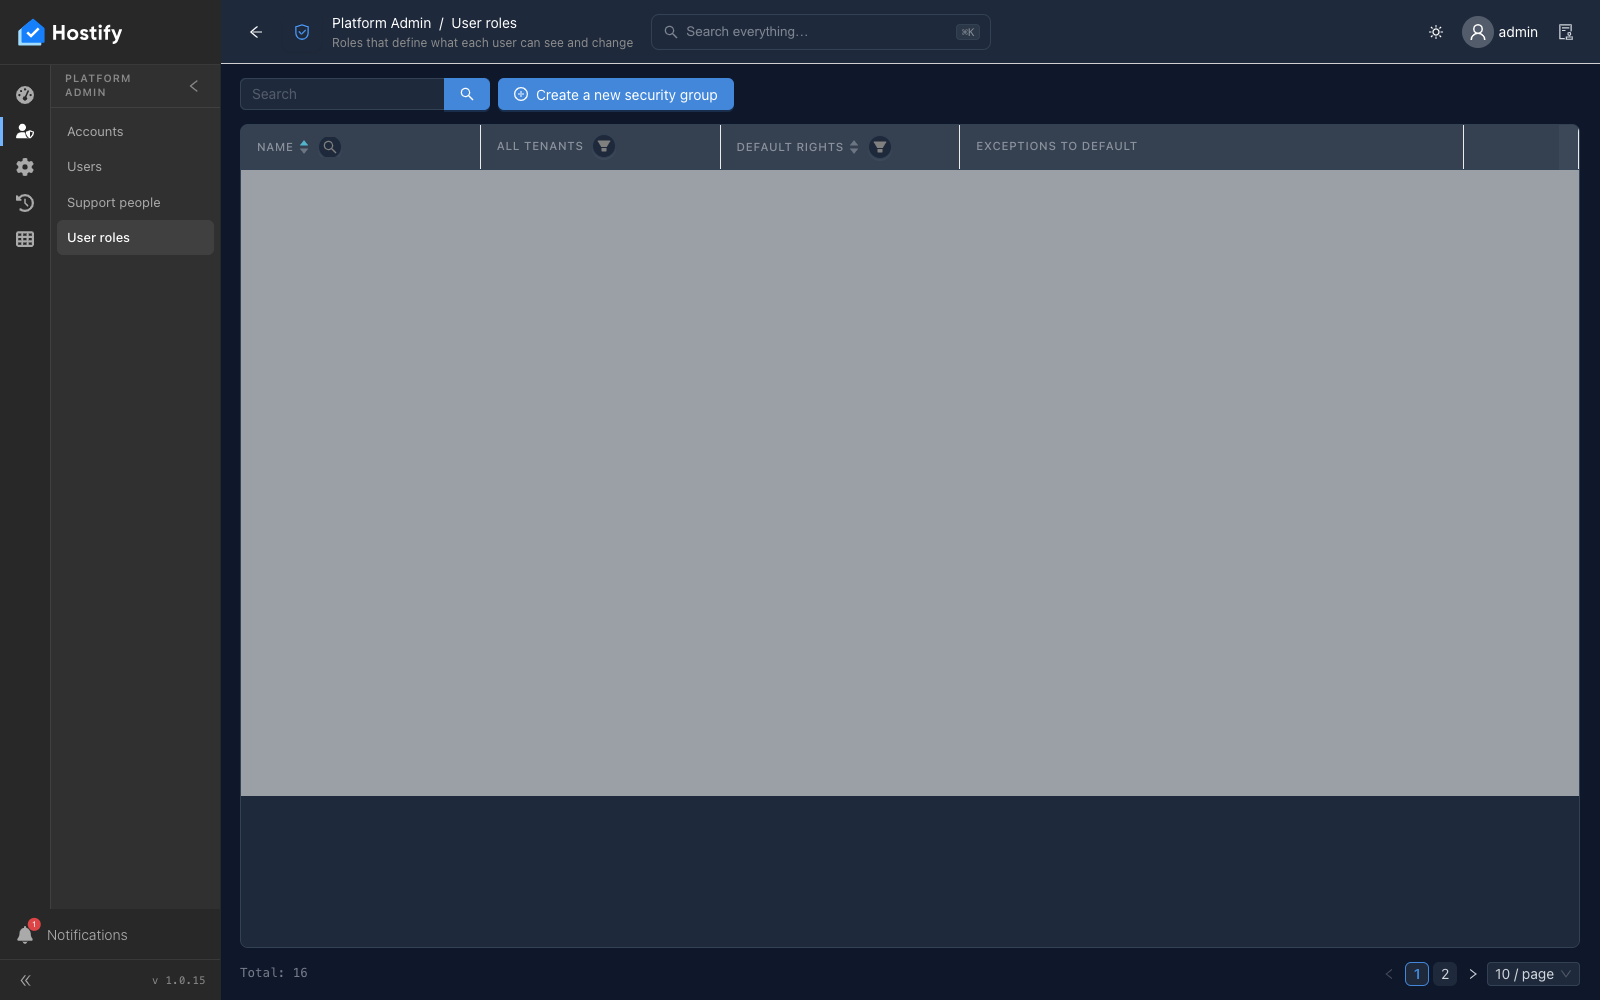 Hostify
Platform Admin / User roles
Roles that define what each user can see and change
Search everything...
⌘K
admin
PLATFORM
ADMIN
Accounts
Users
Support people
User roles
Search
Create a new security group
NAME
ALL TENANTS
DEFAULT RIGHTS
EXCEPTIONS TO DEFAULT
1
Notifications
v 1.0.15
Total: 16
1
2
10 / page